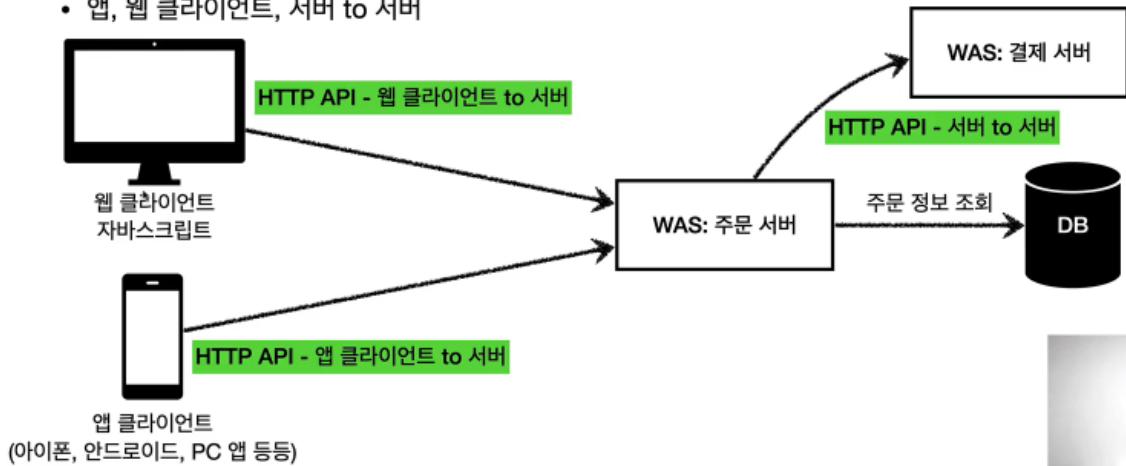 • 앱, 웹 클라이언트, 서버 to 서버
HTTP API - 웹 클라이언트 to 서버
웹 클라이언트
자바스크립트
HTTP API - 앱 클라이언트 to 서버
앱 클라이언트
(아이폰, 안드로이드, PC 앱 등등)
WAS: 주문 서버
WAS: 결제 서버
HTTP API - 서버 to 서버
주문 정보 조회
DB